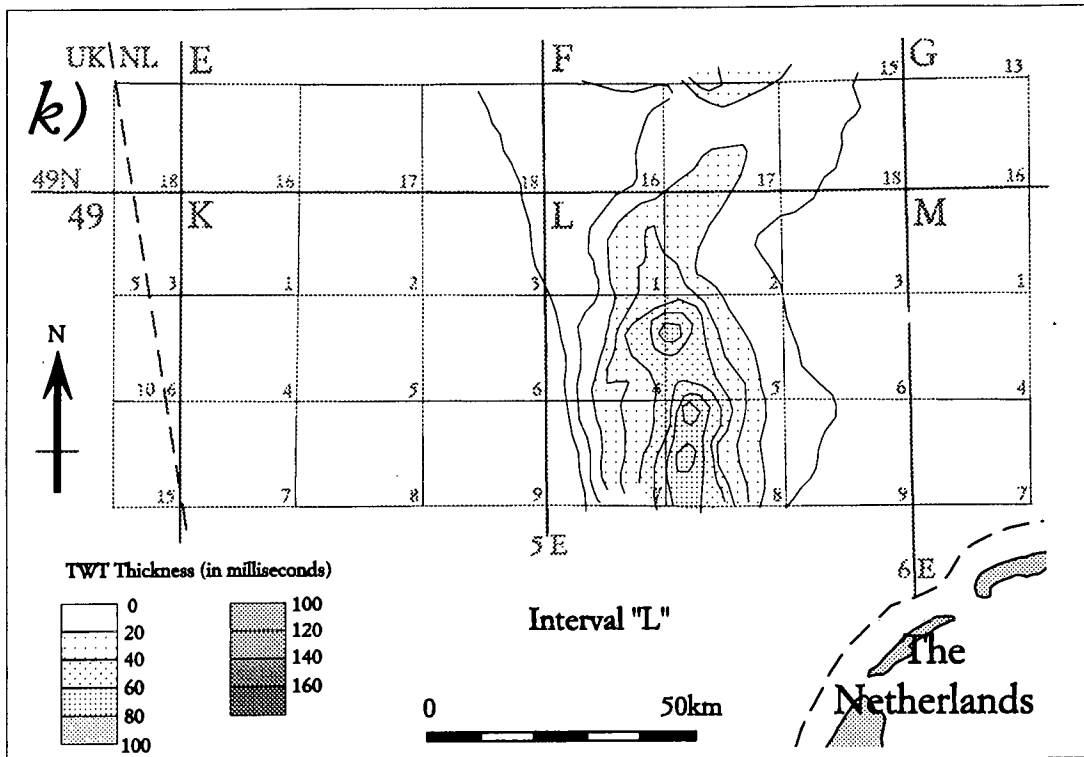 UK\NL E F G
k)
15 13
49N 18 16 17 18 16 17 18 16
49 K L M
5 3 1 2 3 1 2 3 1
N
10 6 4 5 6 5 6 4
15 7 8 9 7 8 9 7
5 E
6 E
TWT Thickness (in milliseconds)
0 100
20 120
40 140
60 160
80
100
Interval "L"
0 50km
The
Netherlands